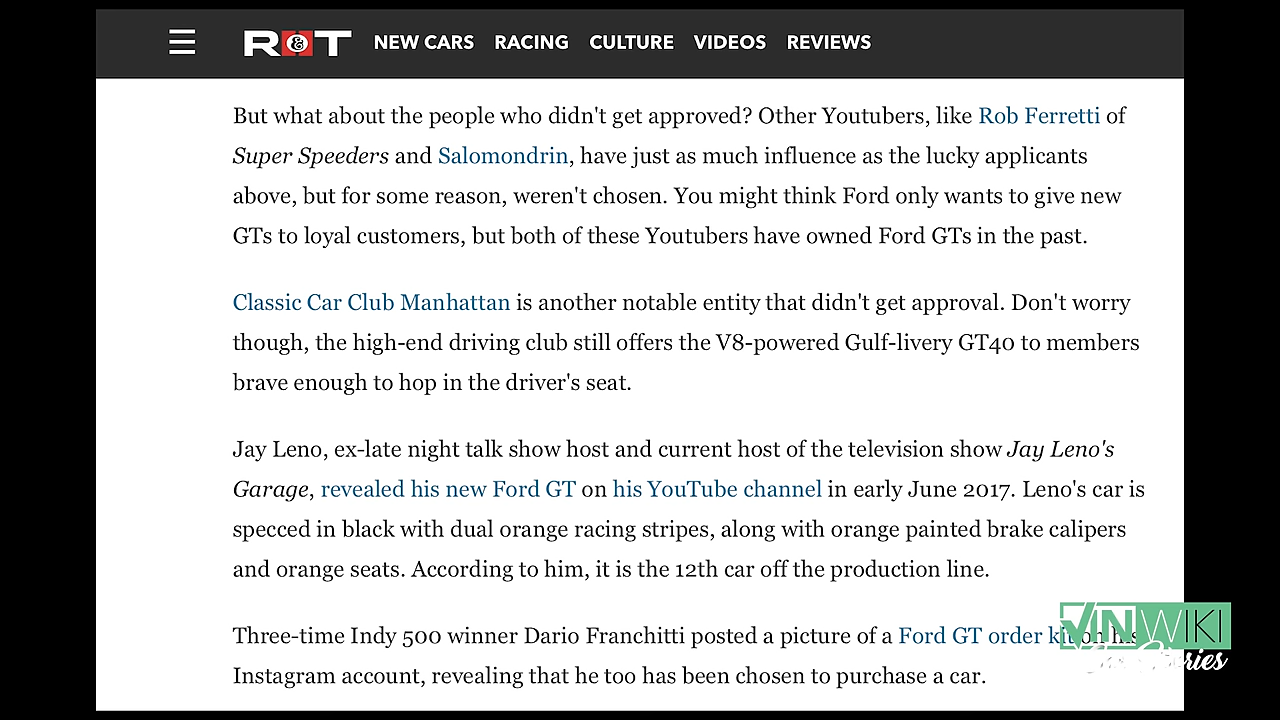 R&T NEW CARS RACING CULTURE VIDEOS REVIEWS
But what about the people who didn't get approved? Other Youtubers, like Rob Ferretti of
Super Speeders and Salomondrin, have just as much influence as the lucky applicants
above, but for some reason, weren't chosen. You might think Ford only wants to give new
GTs to loyal customers, but both of these Youtubers have owned Ford GTs in the past.
Classic Car Club Manhattan is another notable entity that didn't get approval. Don't worry
though, the high-end driving club still offers the V8-powered Gulf-livery GT40 to members
brave enough to hop in the driver's seat.
Jay Leno, ex-late night talk show host and current host of the television show Jay Leno's
Garage, revealed his new Ford GT on his YouTube channel in early June 2017. Leno's car is
specced in black with dual orange racing stripes, along with orange painted brake calipers
and orange seats. According to him, it is the 12th car off the production line.
Three-time Indy 500 winner Dario Franchitti posted a picture of a Ford GT order kit on his
Instagram account, revealing that he too has been chosen to purchase a car.
VINWIKI